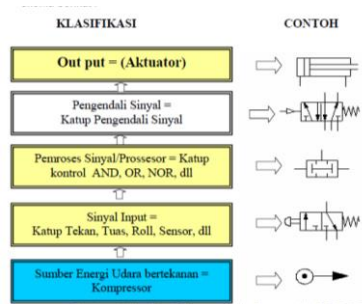 KLASIFIKASI
CONTOH
Out put = (Aktuator)
Pengendali Sinyal =
Katup Pengendali Sinyal
Pemroses Sinyal/Prossesor = Katup
kontrol AND, OR, NOR, dll
Sinyal Input =
Katup Tekan, Tuas, Roll, Sensor, dll
Sumber Energi Udara bertekanan =
Kompressor